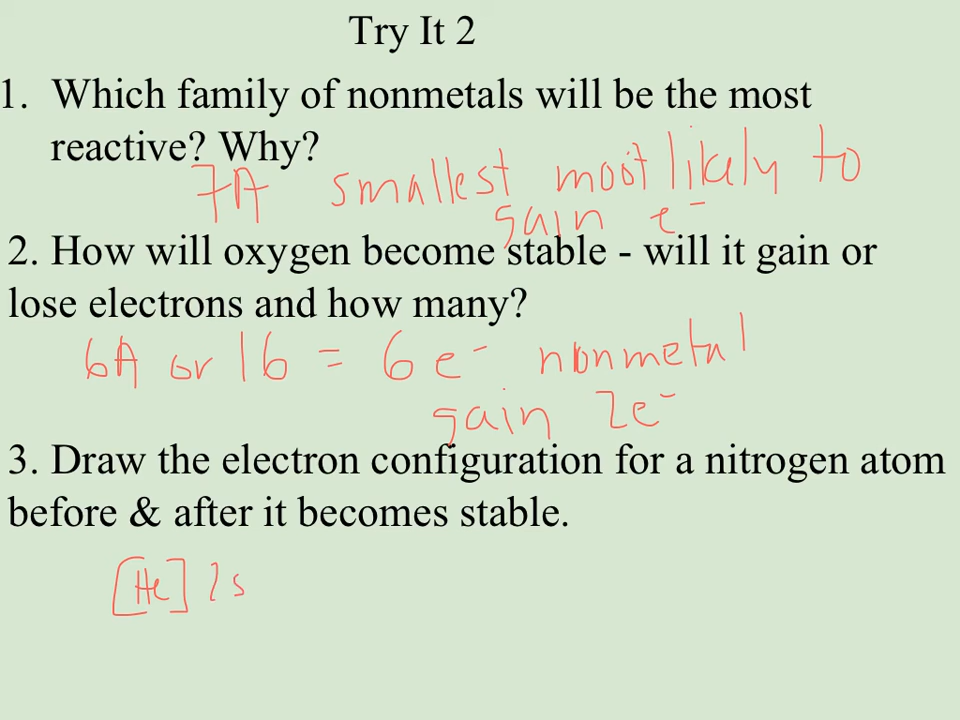 Try It 2
1. Which family of nonmetals will be the most
reactive? Why?
7A smallest most likely to
gain e⁻
2. How will oxygen become stable - will it gain or
lose electrons and how many?
6A or 16 = 6 e⁻ nonmetal
gain 2e⁻
3. Draw the electron configuration for a nitrogen atom
before & after it becomes stable.
[He] 2s